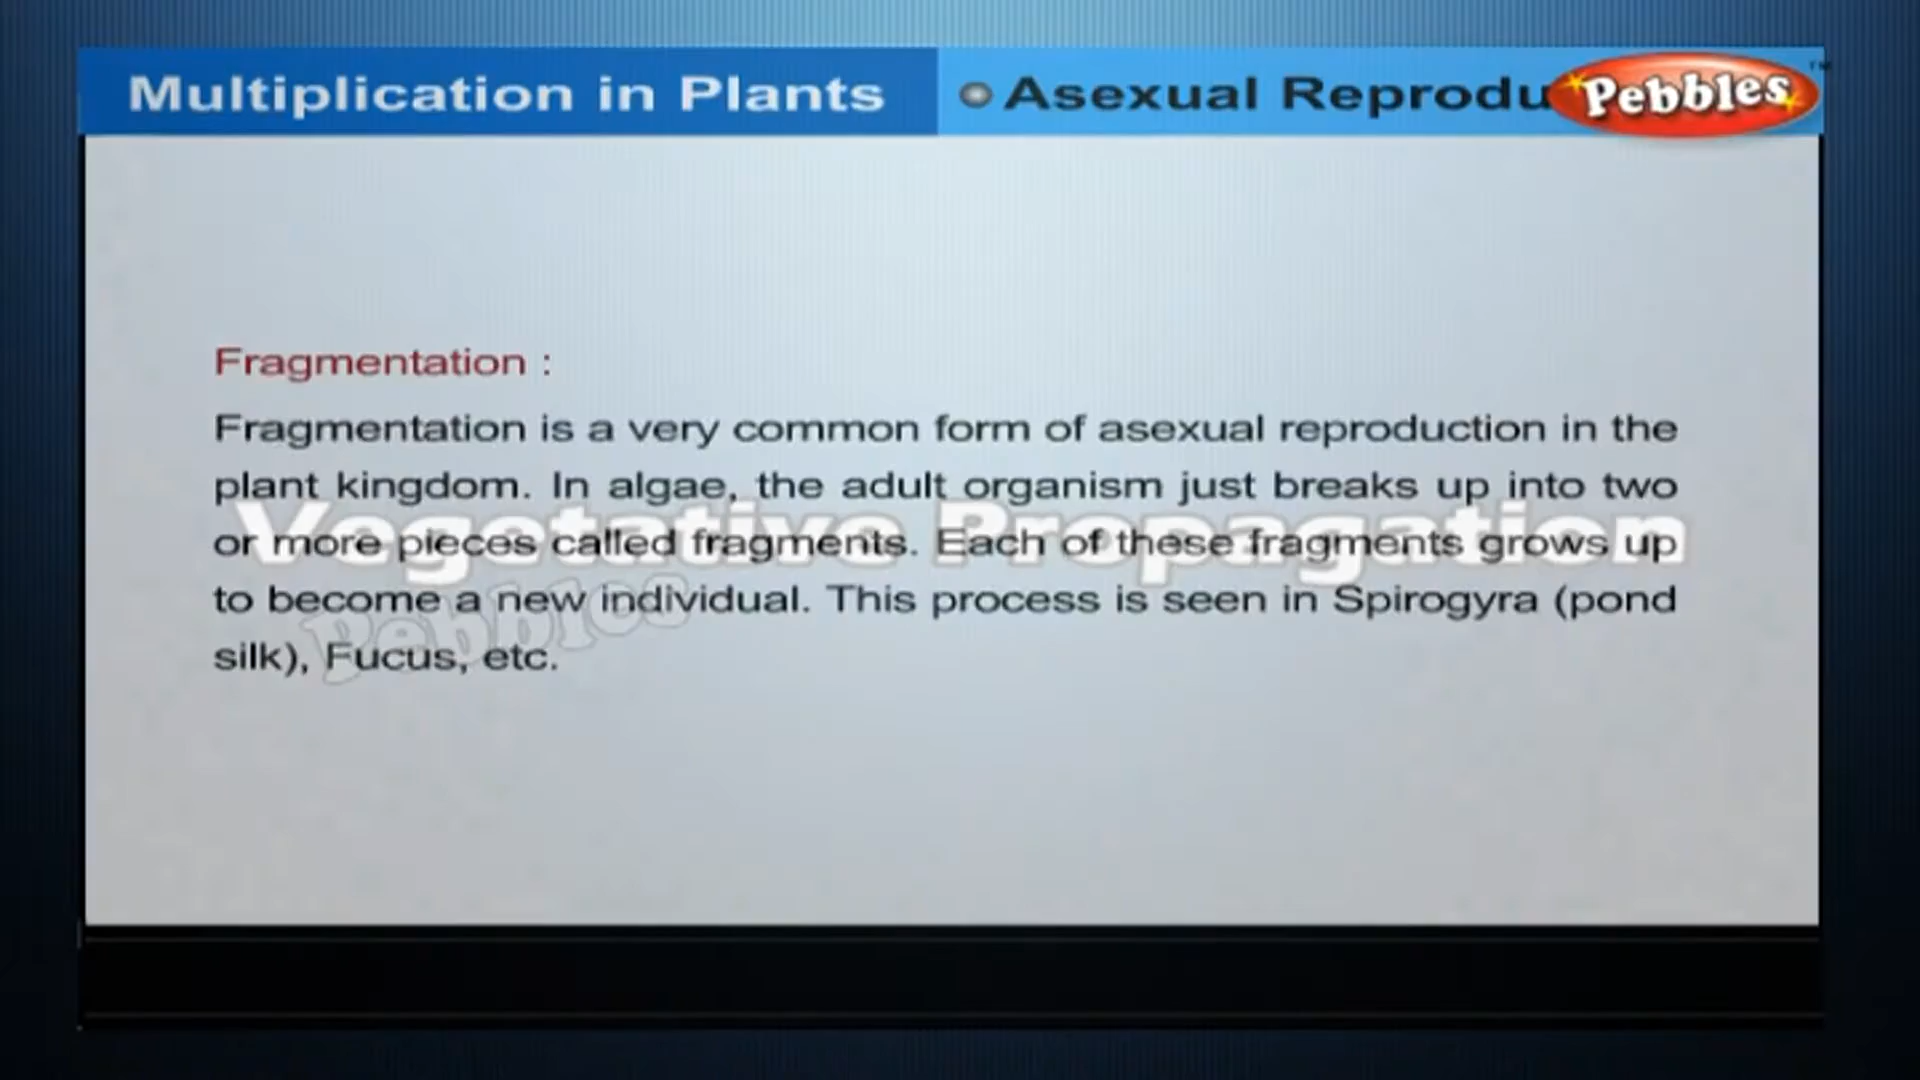 Multiplication in Plants
Asexual Reprodu
Pebbles TM
Fragmentation :
Fragmentation is a very common form of asexual reproduction in the
plant kingdom. In algae, the adult organism just breaks up into two
or more pieces called fragments. Each of these fragments grows up
to become a new individual. This process is seen in Spirogyra (pond
silk), Fucus, etc.
Vegetative Propagation
Pebbles